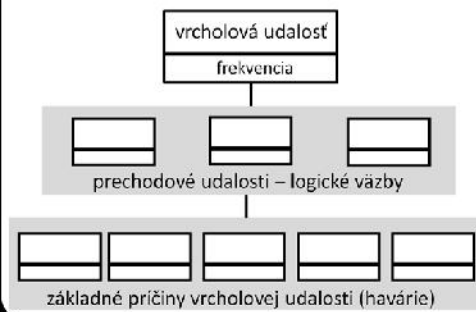 vrcholová udalosť
frekvencia
prechodové udalosti – logické väzby
základné príčiny vrcholovej udalosti (havárie)